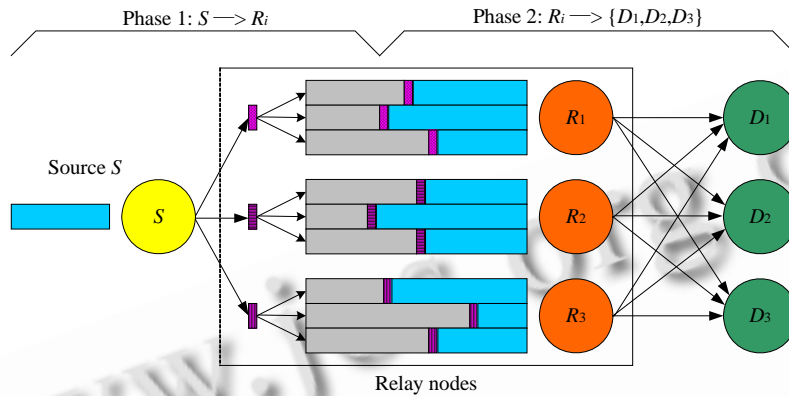 Phase 1: S —> Ri
Phase 2: Ri —> {D1,D2,D3}
Source S
S
R1
R2
R3
D1
D2
D3
Relay nodes